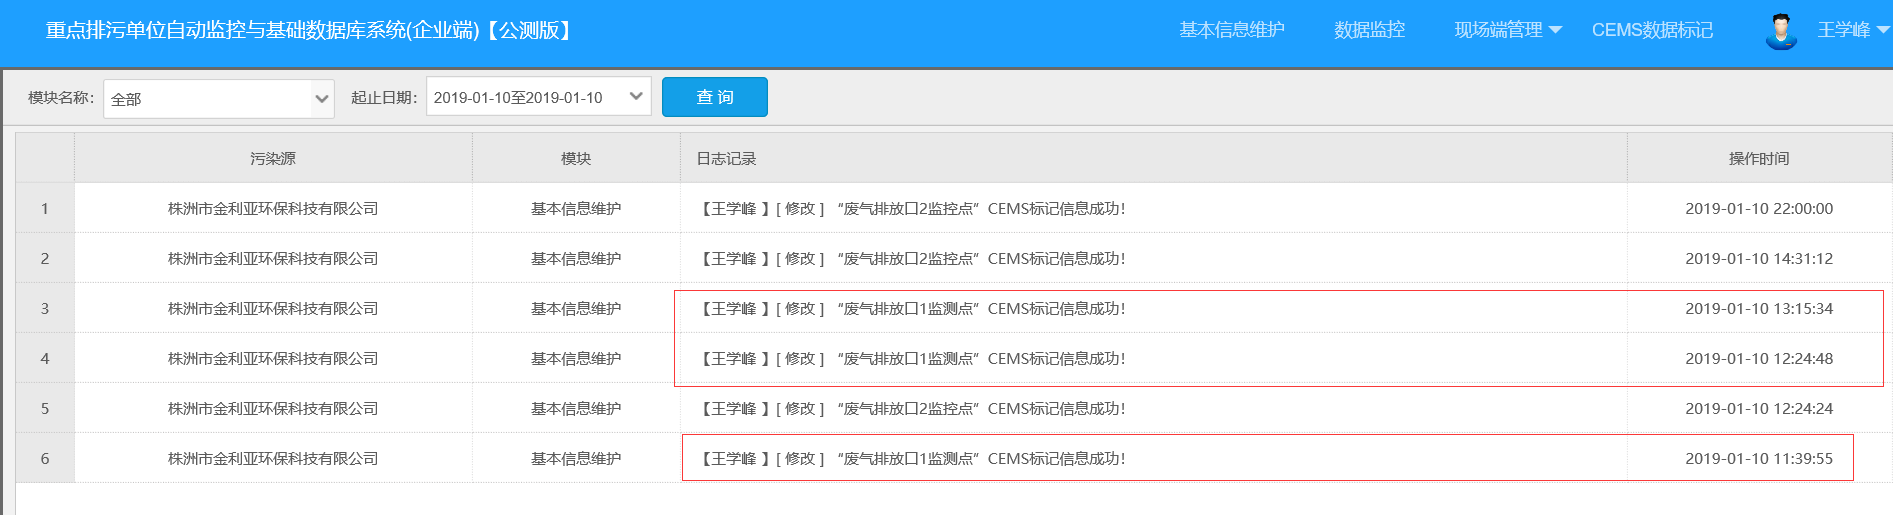 重点排污单位自动监控与基础数据库系统(企业端)【公测版】 基本信息维护 数据监控 现场端管理 CEMS数据标记 王学峰
模块名称: 全部 起止日期: 2019-01-10至2019-01-10 查 询
污染源 模块 日志记录 操作时间
1 株洲市金利亚环保科技有限公司 基本信息维护 【王学峰 】[ 修改 ] “废气排放口2监控点”CEMS标记信息成功! 2019-01-10 22:00:00
2 株洲市金利亚环保科技有限公司 基本信息维护 【王学峰 】[ 修改 ] “废气排放口2监控点”CEMS标记信息成功! 2019-01-10 14:31:12
3 株洲市金利亚环保科技有限公司 基本信息维护 【王学峰 】[ 修改 ] “废气排放口1监测点”CEMS标记信息成功! 2019-01-10 13:15:34
4 株洲市金利亚环保科技有限公司 基本信息维护 【王学峰 】[ 修改 ] “废气排放口1监测点”CEMS标记信息成功! 2019-01-10 12:24:48
5 株洲市金利亚环保科技有限公司 基本信息维护 【王学峰 】[ 修改 ] “废气排放口2监控点”CEMS标记信息成功! 2019-01-10 12:24:24
6 株洲市金利亚环保科技有限公司 基本信息维护 【王学峰 】[ 修改 ] “废气排放口1监测点”CEMS标记信息成功! 2019-01-10 11:39:55